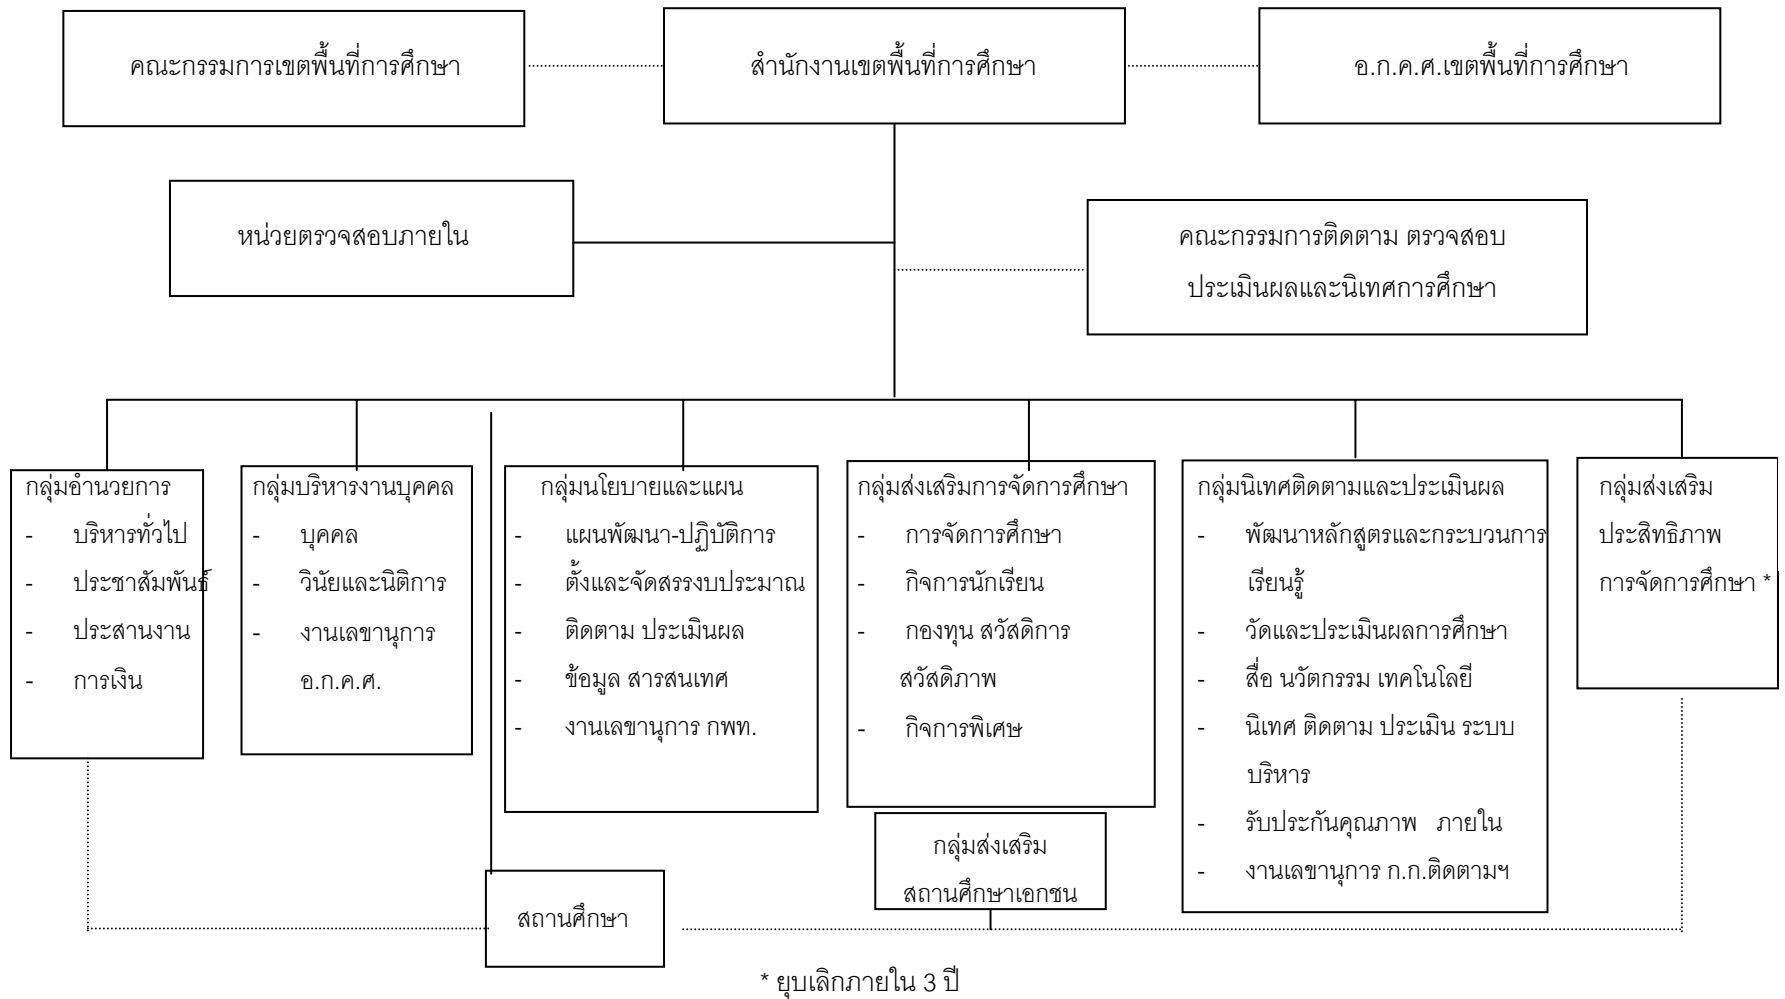 คณะกรรมการเขตพื้นที่การศึกษา
สำนักงานเขตพื้นที่การศึกษา
อ.ก.ค.ศ.เขตพื้นที่การศึกษา
หน่วยตรวจสอบภายใน
คณะกรรมการติดตาม ตรวจสอบ
ประเมินผลและนิเทศการศึกษา
กลุ่มอำนวยการ
- บริหารทั่วไป
- ประชาสัมพันธ์
- ประสานงาน
- การเงิน
กลุ่มบริหารงานบุคคล
- บุคคล
- วินัยและนิติการ
- งานเลขานุการ
อ.ก.ค.ศ.
กลุ่มนโยบายและแผน
- แผนพัฒนา-ปฏิบัติการ
- ตั้งและจัดสรรงบประมาณ
- ติดตาม ประเมินผล
- ข้อมูล สารสนเทศ
- งานเลขานุการ กพท.
กลุ่มส่งเสริมการจัดการศึกษา
- การจัดการศึกษา
- กิจการนักเรียน
- กองทุน สวัสดิการ
สวัสดิภาพ
- กิจการพิเศษ
กลุ่มนิเทศติดตามและประเมินผล
- พัฒนาหลักสูตรและกระบวนการ
เรียนรู้
- วัดและประเมินผลการศึกษา
- สื่อ นวัตกรรม เทคโนโลยี
- นิเทศ ติดตาม ประเมิน ระบบ
บริหาร
- รับประกันคุณภาพ ภายใน
- งานเลขานุการ ก.ก.ติดตามฯ
กลุ่มส่งเสริม
ประสิทธิภาพ
การจัดการศึกษา *
กลุ่มส่งเสริม
สถานศึกษาเอกชน
สถานศึกษา
* ยุบเลิกภายใน 3 ปี